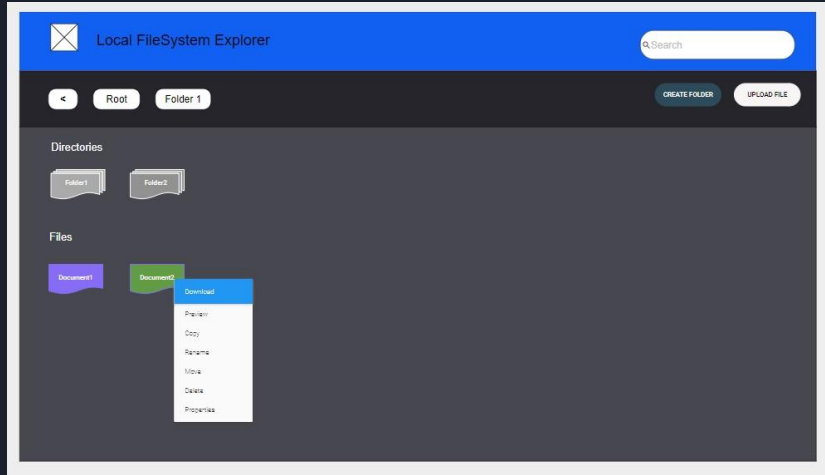 Local FileSystem Explorer
Search
<
Root
Folder 1
CREATE FOLDER
UPLOAD FILE
Directories
Folder1
Folder2
Files
Document1
Document2
Download
Preview
Copy
Rename
Move
Delete
Properties